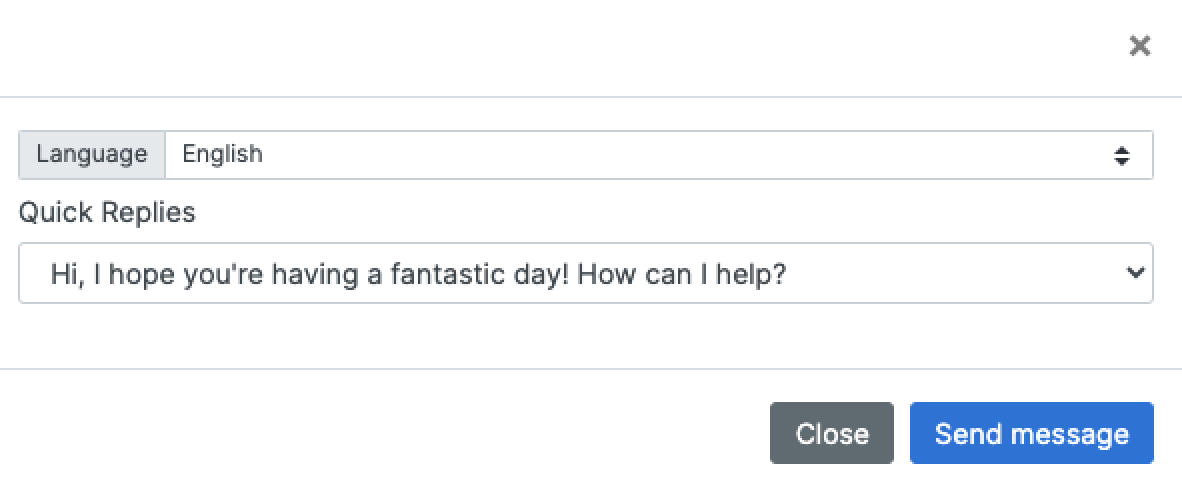 ×
Language English
Quick Replies
Hi, I hope you're having a fantastic day! How can I help?
Close Send message